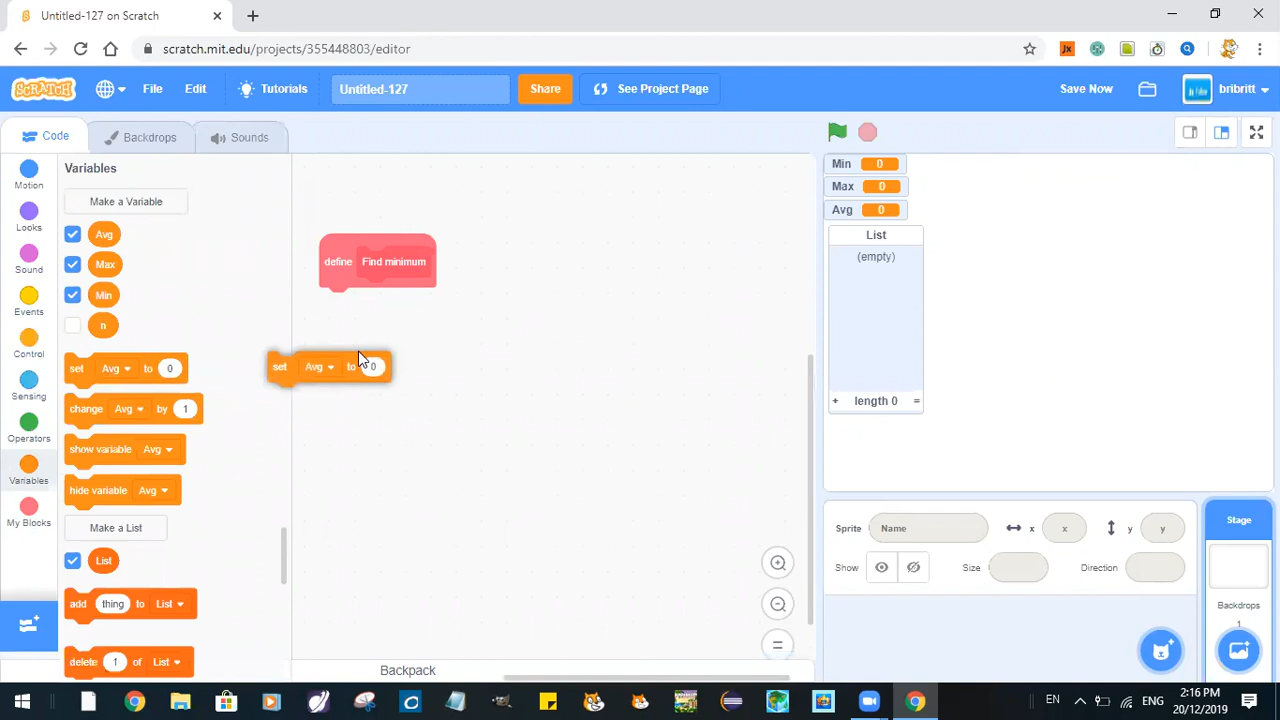 Untitled-127 on Scratch
scratch.mit.edu/projects/355448803/editor
Jx
SCRATCH
File
Edit
Tutorials
Untitled-127
Share
See Project Page
Save Now
bribritt
Code
Backdrops
Sounds
Motion
Looks
Sound
Events
Control
Sensing
Operators
Variables
My Blocks
Variables
Make a Variable
Avg
Max
Min
n
set Avg to 0
change Avg by 1
show variable Avg
hide variable Avg
Make a List
List
add thing to List
delete 1 of List
define Find minimum
set Avg to 0
Backpack
Min 0
Max 0
Avg 0
List
(empty)
+ length 0 =
Sprite Name x x y y
Show Size Direction
Stage
Backdrops
1
EN
ENG
2:16 PM
20/12/2019